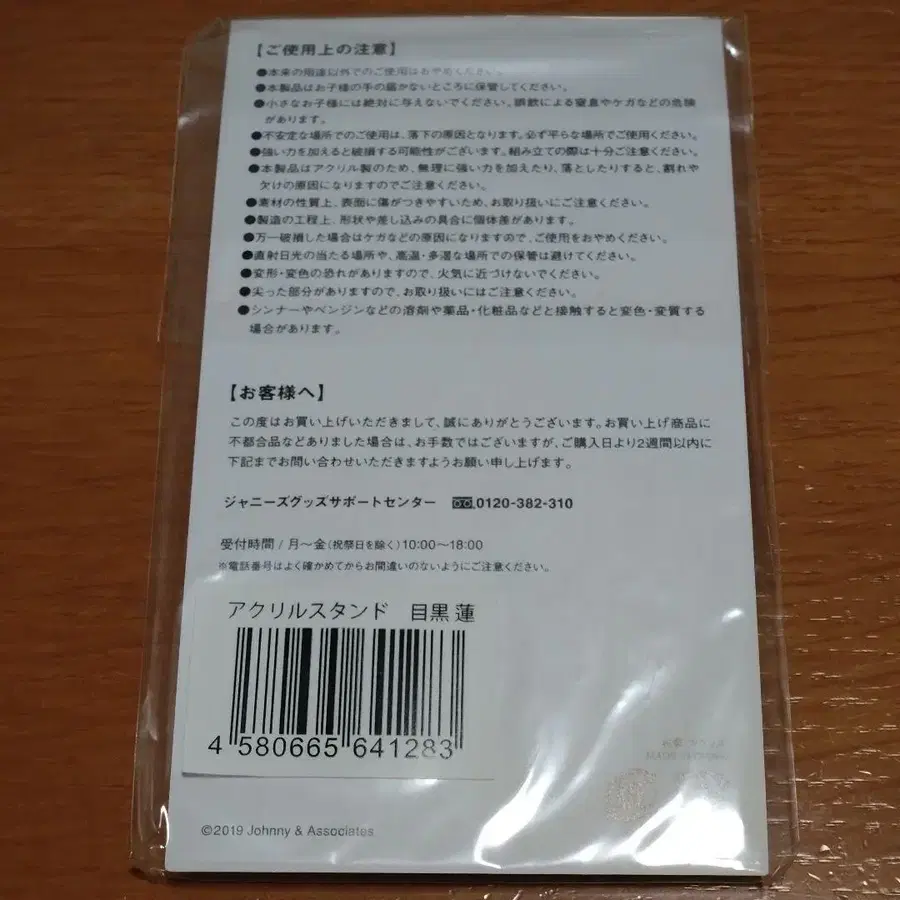 【ご使用上の注意】
●本来の用途以外でのご使用はおやめください。
●本製品はお子様の手の届かないところに保管してください。
●小さなお子様には絶対に与えないでください。誤飲による窒息やケガなどの危険
があります。
●不安定な場所でのご使用は、落下の原因となります。必ず平らな場所でご使用ください。
●強い力を加えると破損する可能性がございます。組み立ての際は十分ご注意ください。
●本製品はアクリル製のため、無理に強い力を加えたり、落としたりすると、割れや
欠けの原因になりますのでご注意ください。
●素材の性質上、表面に傷がつきやすいため、お取り扱いにご注意ください。
●製造の工程上、形状や差し込みの具合に個体差があります。
●万一破損した場合はケガなどの原因になりますので、ご使用をおやめください。
●直射日光の当たる場所や、高温・多湿な場所での保管は避けてください。
●変形・変色の恐れがありますので、火気に近づけないでください。
●尖った部分がありますので、お取り扱いにはご注意ください。
●シンナーやベンジンなどの溶剤や薬品・化粧品などと接触すると変色・変質する
場合があります。
【お客様へ】
この度はお買い上げいただきまして、誠にありがとうございます。お買い上げ商品に
不都合品などありました場合は、お手数ではございますが、ご購入日より2週間以内に
下記までお問い合わせいただきますようお願い申し上げます。
ジャニーズグッズサポートセンター 0120-382-310
受付時間 / 月〜金(祝祭日を除く)10:00〜18:00
※電話番号はよく確かめてからお間違いのないようにご注意ください。
アクリルスタンド 目黒 蓮
4 580665 641283
©2019 Johnny & Associates